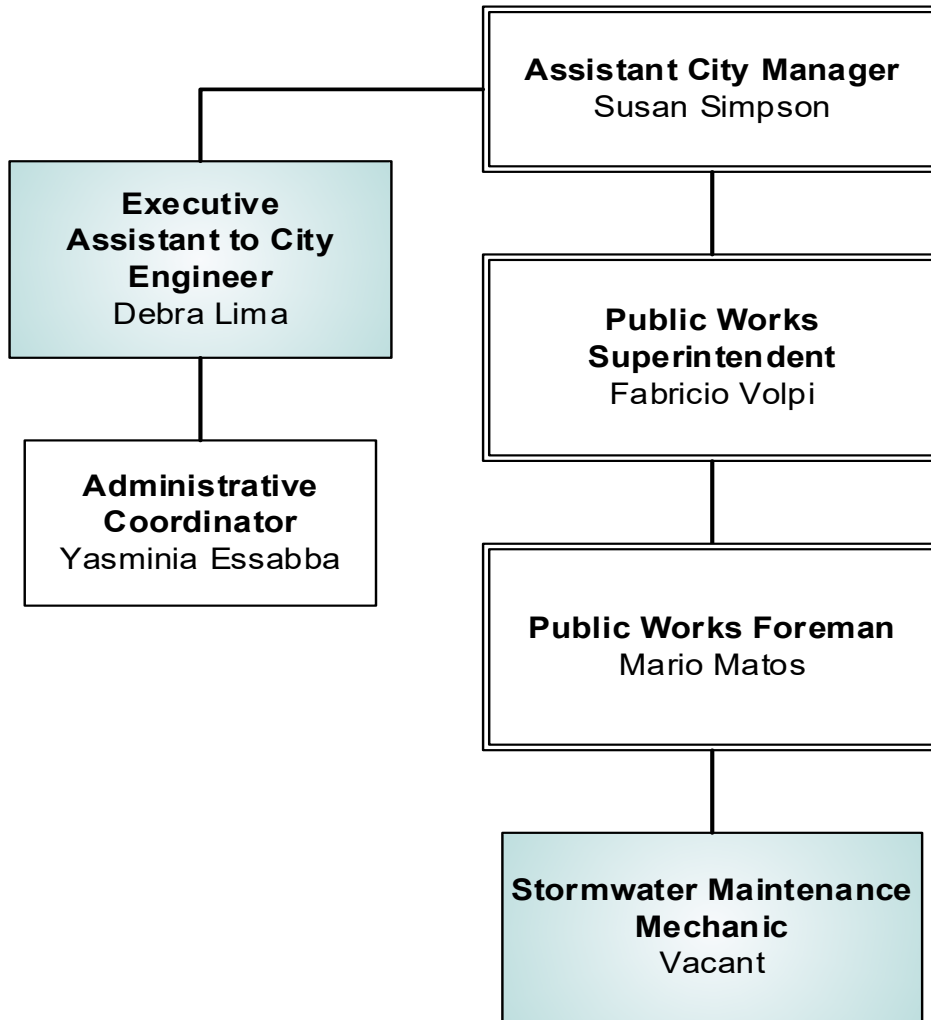 Assistant City Manager
Susan Simpson
Executive
Assistant to City
Engineer
Debra Lima
Public Works
Superintendent
Fabricio Volpi
Administrative
Coordinator
Yasminia Essabba
Public Works Foreman
Mario Matos
Stormwater Maintenance
Mechanic
Vacant